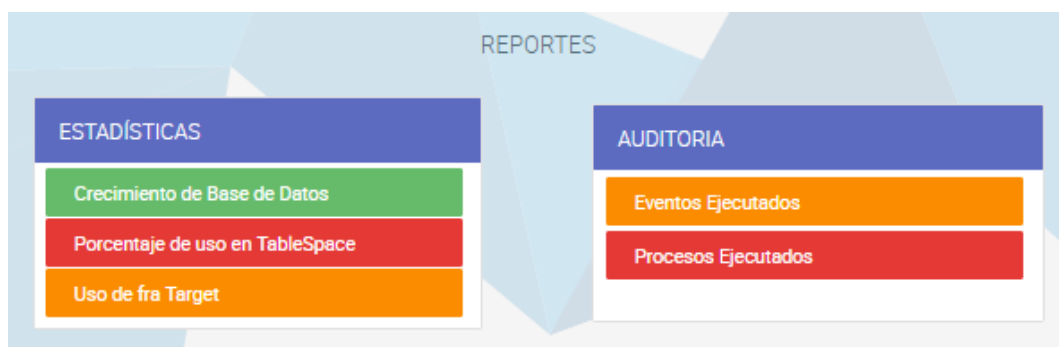 REPORTES
ESTADÍSTICAS
Crecimiento de Base de Datos
Porcentaje de uso en TableSpace
Uso de fra Target
AUDITORIA
Eventos Ejecutados
Procesos Ejecutados